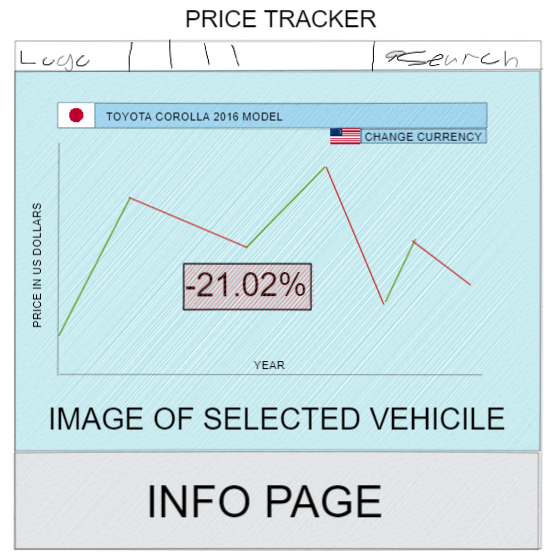 PRICE TRACKER
Logo
Search
TOYOTA COROLLA 2016 MODEL
CHANGE CURRENCY
PRICE IN US DOLLARS
-21.02%
YEAR
IMAGE OF SELECTED VEHICILE
INFO PAGE